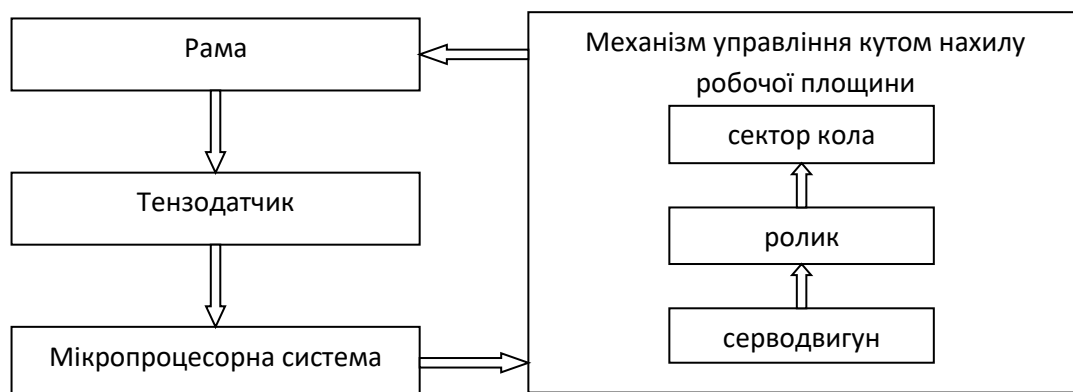 Рама
Тензодатчик
Мікропроцесорна система
Механізм управління кутом нахилу
робочої площини
сектор кола
ролик
серводвигун